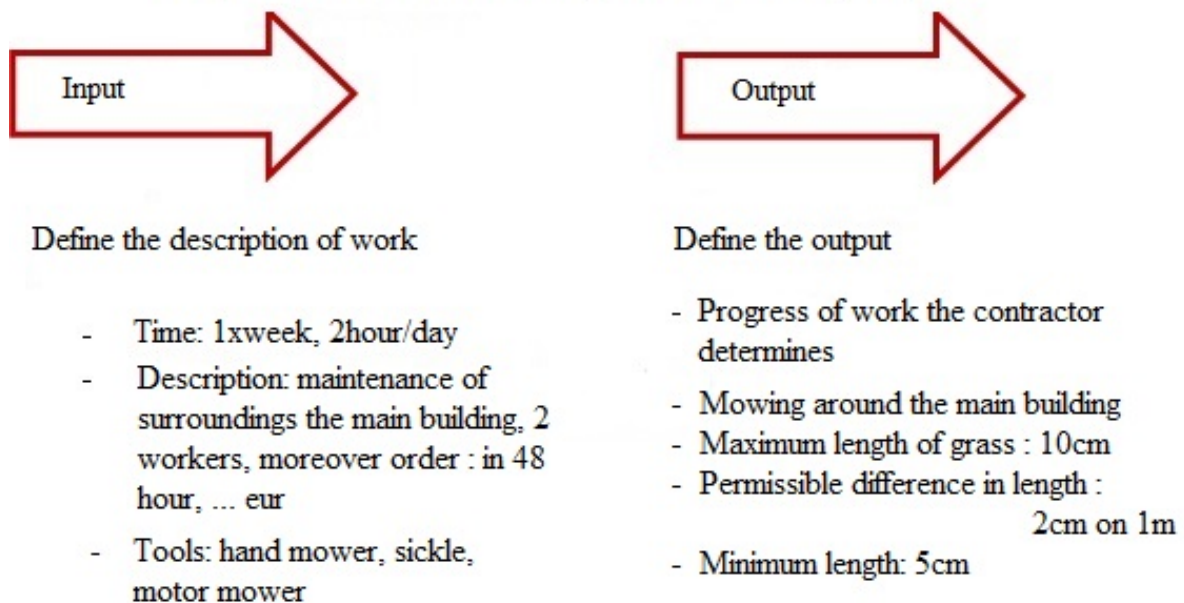 Input
Define the description of work
- Time: 1xweek, 2hour/day
- Description: maintenance of
surroundings the main building, 2
workers, moreover order : in 48
hour, ... eur
- Tools: hand mower, sickle,
motor mower
Output
Define the output
- Progress of work the contractor
determines
- Mowing around the main building
- Maximum length of grass : 10cm
- Permissible difference in length :
2cm on 1m
- Minimum length: 5cm